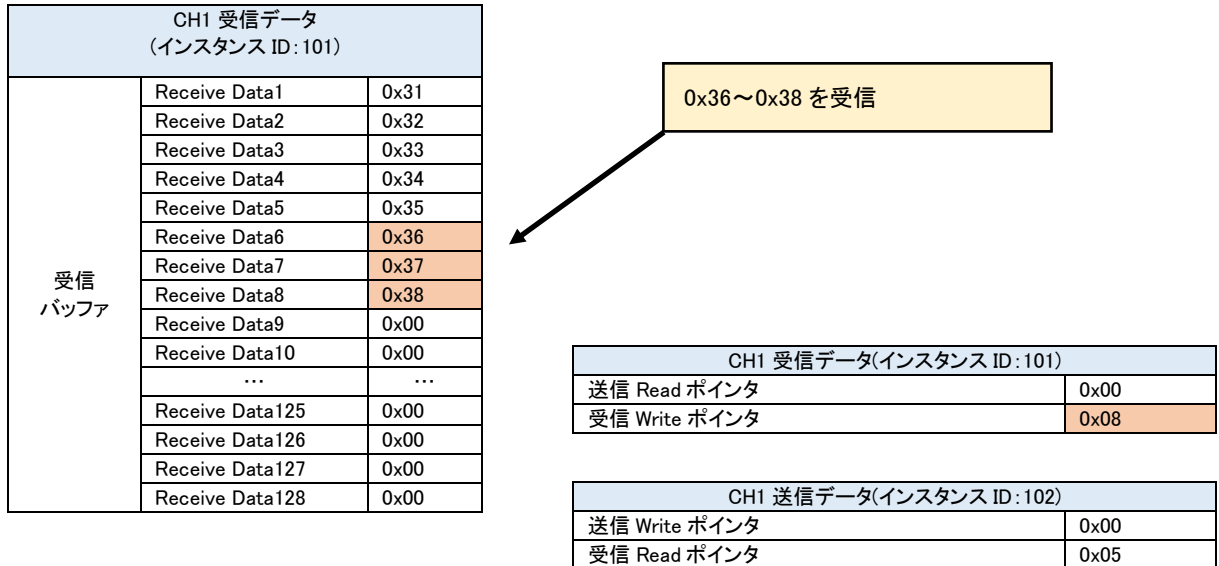 CH1 受信データ
(インスタンス ID：101)
0x36～0x38 を受信
受信
バッファ
Receive Data1 0x31
Receive Data2 0x32
Receive Data3 0x33
Receive Data4 0x34
Receive Data5 0x35
Receive Data6 0x36
Receive Data7 0x37
Receive Data8 0x38
Receive Data9 0x00
Receive Data10 0x00
… …
Receive Data125 0x00
Receive Data126 0x00
Receive Data127 0x00
Receive Data128 0x00
CH1 受信データ(インスタンス ID：101)
送信 Read ポインタ 0x00
受信 Write ポインタ 0x08
CH1 送信データ(インスタンス ID：102)
送信 Write ポインタ 0x00
受信 Read ポインタ 0x05